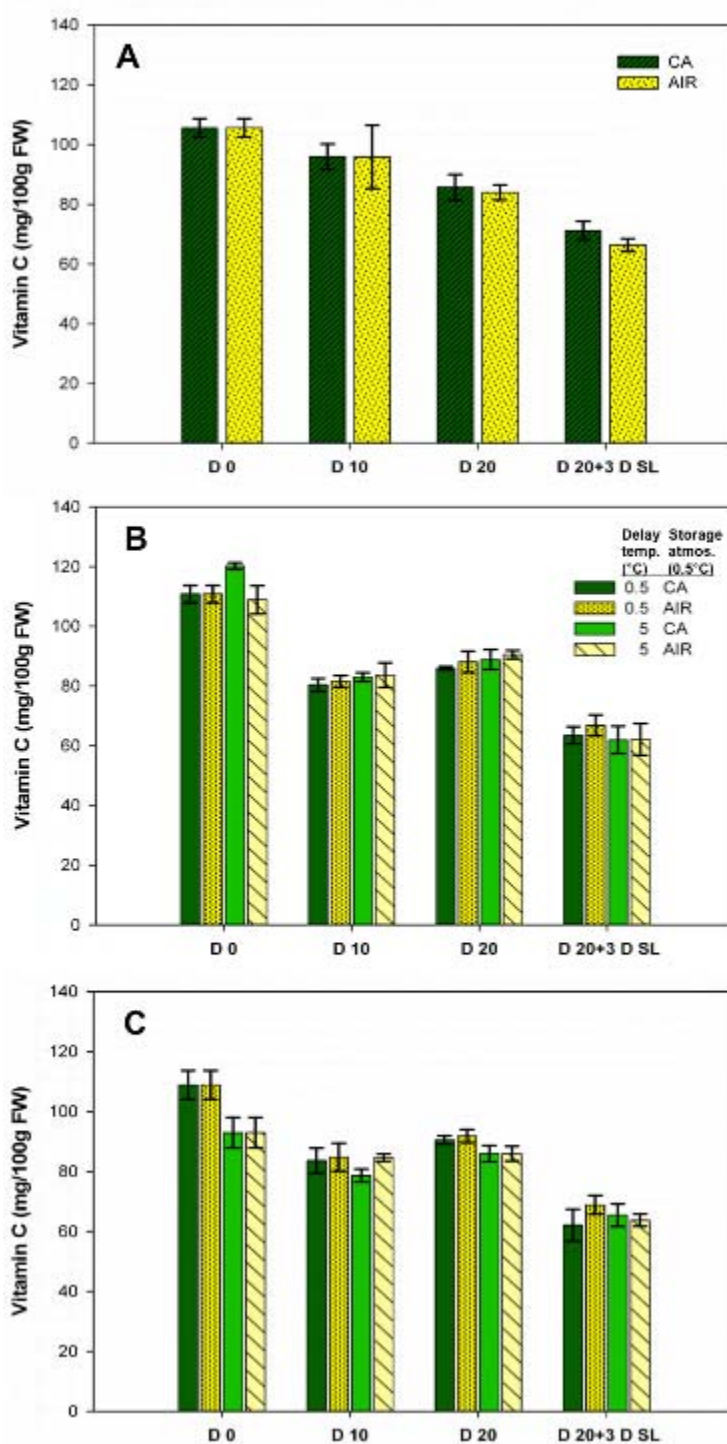 140
A
CA
AIR
120
100
80
60
40
20
0
Vitamin C (mg/100g FW)
D 0 D 10 D 20 D 20+3 D SL
140
B
Delay Storage
temp. atmos.
(°C) (0.5°C)
0.5 CA
0.5 AIR
5 CA
5 AIR
120
100
80
60
40
20
0
Vitamin C (mg/100g FW)
D 0 D 10 D 20 D 20+3 D SL
140
C
120
100
80
60
40
20
0
Vitamin C (mg/100g FW)
D 0 D 10 D 20 D 20+3 D SL